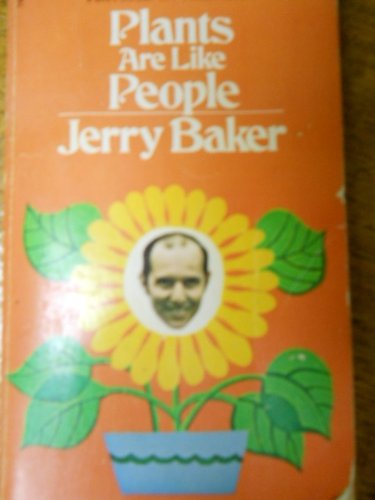 Plants
Are Like
People
Jerry Baker